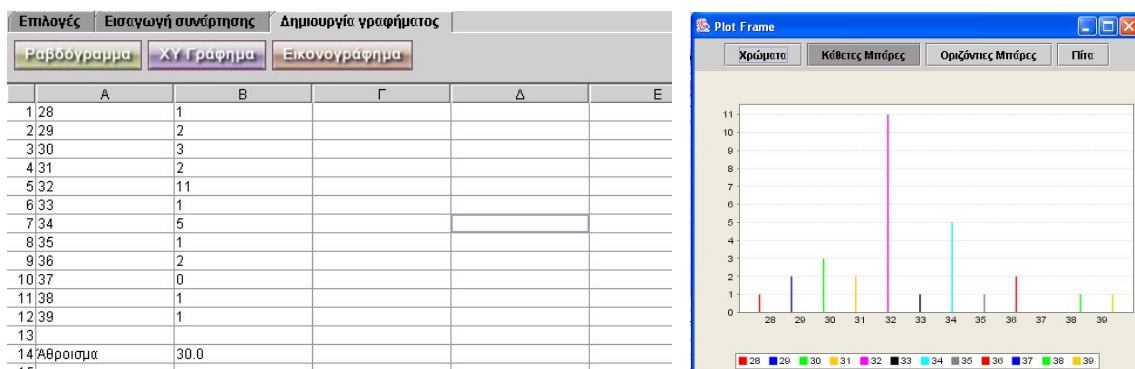 Επιλογές Εισαγωγή συνάρτησης Δημιουργία γραφήματος
Ραβδόγραμμα XY Γράφημα Εικονογράφημα
A B Γ Δ E
1 28 1
2 29 2
3 30 3
4 31 2
5 32 11
6 33 1
7 34 5
8 35 1
9 36 2
10 37 0
11 38 1
12 39 1
13
14 Άθροισμα 30.0
Plot Frame
Χρώματα Κάθετες Μπάρες Οριζόντιες Μπάρες Πίτα
11
10
9
8
7
6
5
4
3
2
1
0
28 29 30 31 32 33 34 35 36 37 38 39
28 29 30 31 32 33 34 35 36 37 38 39